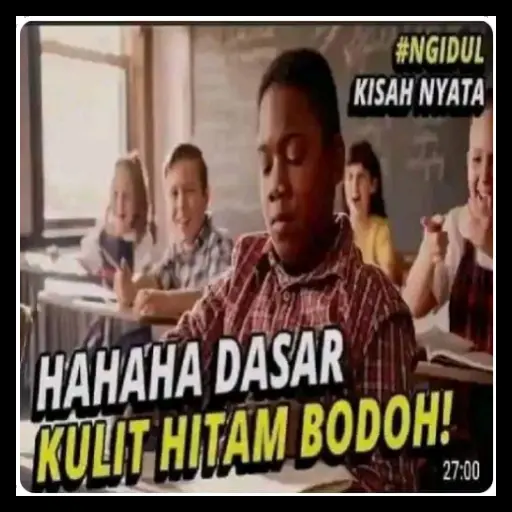 #NGIDUL
KISAH NYATA
HAHAHA DASAR
KULIT HITAM BODOH!
27:00